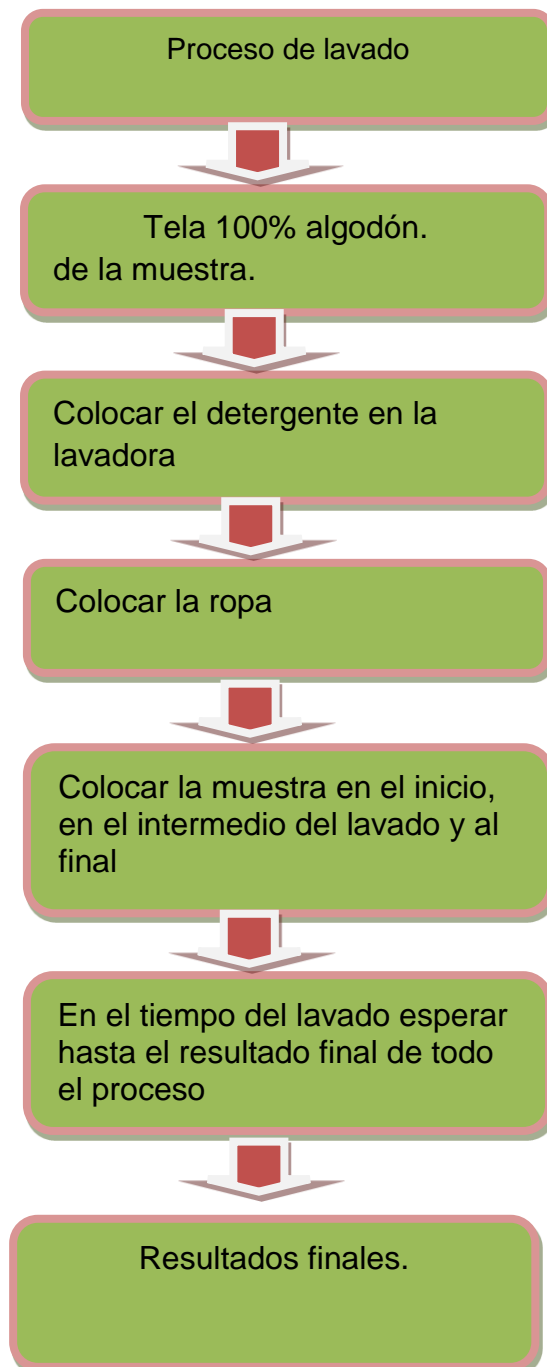 Proceso de lavado
Tela 100% algodón.
de la muestra.
Colocar el detergente en la
lavadora
Colocar la ropa
Colocar la muestra en el inicio,
en el intermedio del lavado y al
final
En el tiempo del lavado esperar
hasta el resultado final de todo
el proceso
Resultados finales.